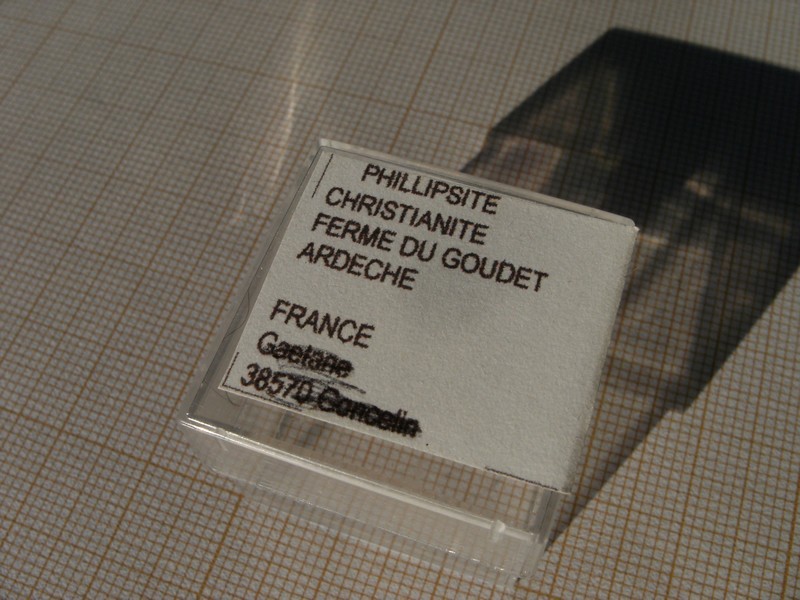 PHILLIPSITE
CHRISTIANITE
FERME DU GOUDET
ARDECHE
FRANCE
Gaetane
38570 Goncelin